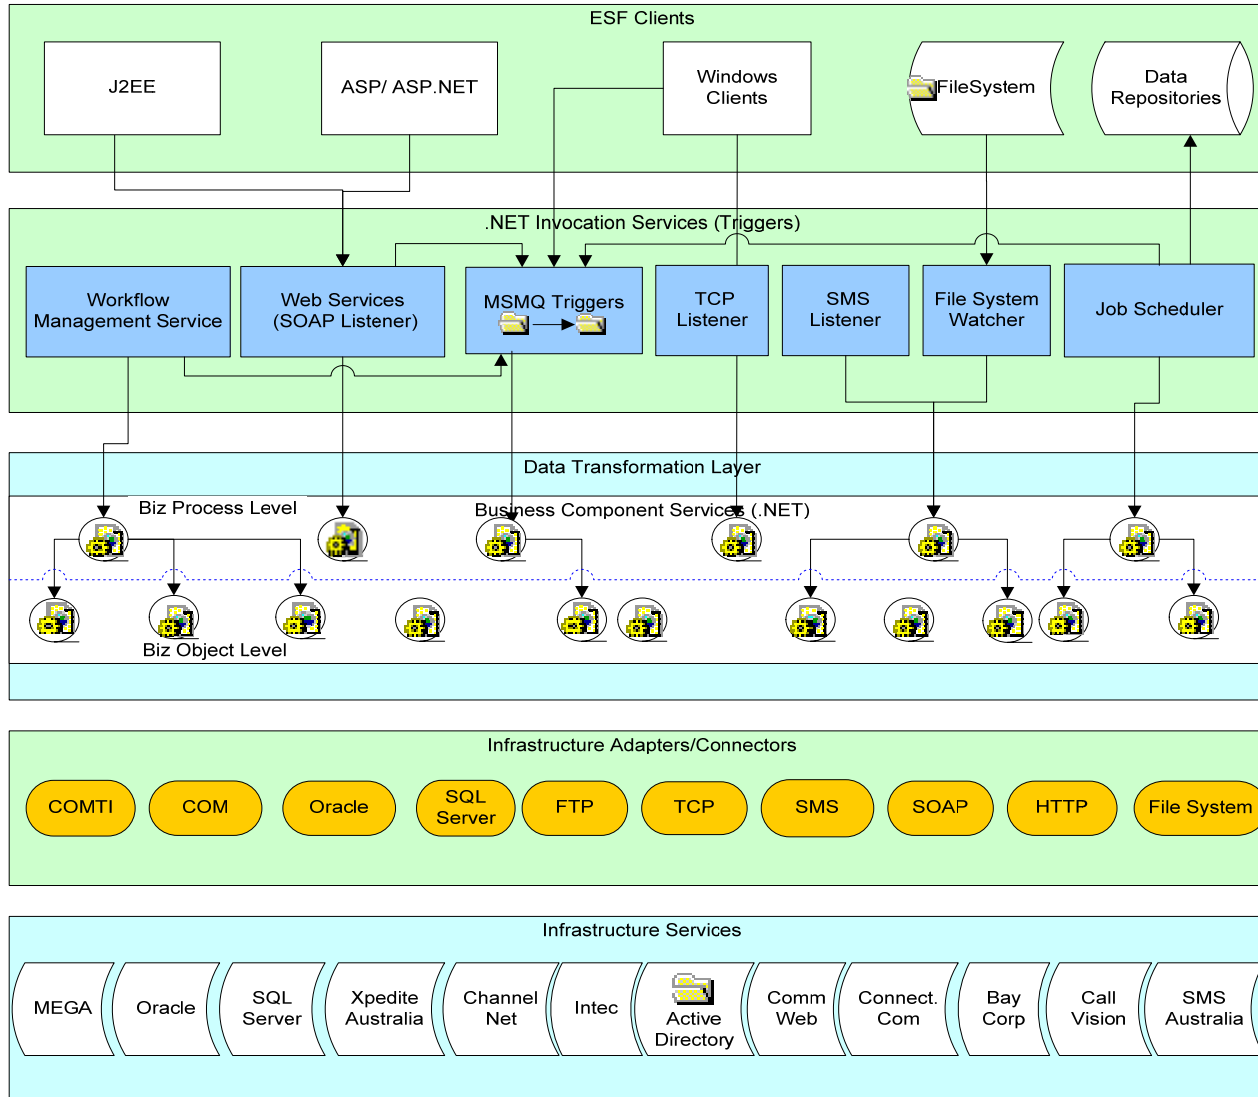 ESF Clients
J2EE
ASP/ ASP.NET
Windows
Clients
FileSystem
Data
Repositories
.NET Invocation Services (Triggers)
Workflow
Management Service
Web Services
(SOAP Listener)
MSMQ Triggers
TCP
Listener
SMS
Listener
File System
Watcher
Job Scheduler
Data Transformation Layer
Biz Process Level
Business Component Services (.NET)
Biz Object Level
Infrastructure Adapters/Connectors
COMTI
COM
Oracle
SQL
Server
FTP
TCP
SMS
SOAP
HTTP
File System
Infrastructure Services
MEGA
Oracle
SQL
Server
Xpedite
Australia
Channel
Net
Intec
Active
Directory
Comm
Web
Connect.
Com
Bay
Corp
Call
Vision
SMS
Australia